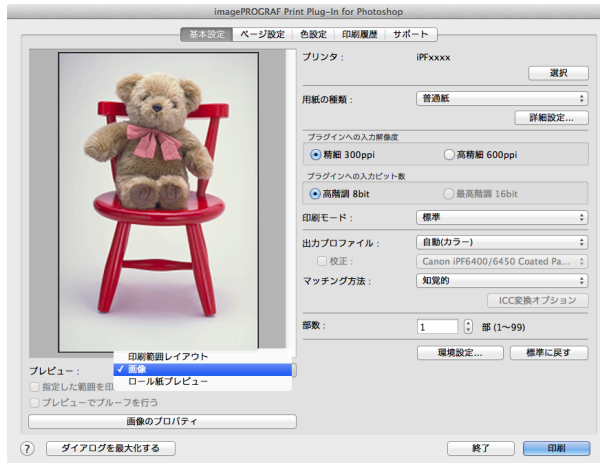 imagePROGRAF Print Plug-In for Photoshop
基本設定 ページ設定 色設定 印刷履歴 サポート
プリンタ： iPFxxxx
選択
用紙の種類： 普通紙
詳細設定...
プラグインへの入力解像度
精細 300ppi 高精細 600ppi
プラグインへの入力ビット数
高階調 8bit 最高階調 16bit
印刷モード： 標準
出力プロファイル： 自動(カラー)
校正： Canon iPF6400/6450 Coated Pa...
マッチング方法： 知覚的
ICC変換オプション
部数： 1 部 (1〜99)
環境設定... 標準に戻す
プレビュー：
印刷範囲レイアウト
✓ 画像
ロール紙プレビュー
指定した範囲を印
プレビューでプルーフを行う
画像のプロパティ
? ダイアログを最大化する 終了 印刷